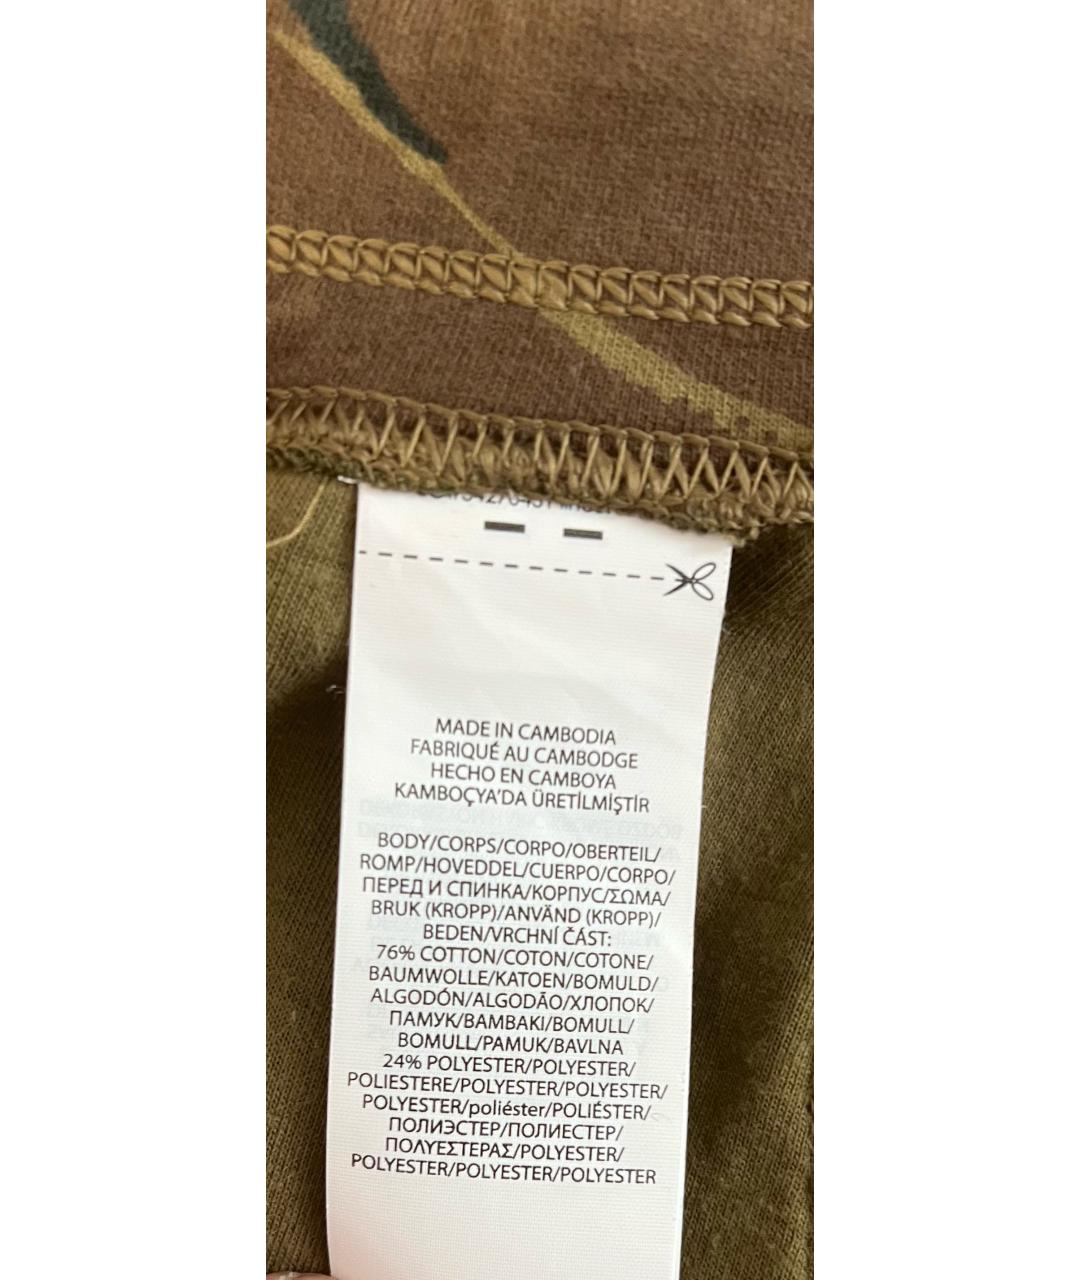 MADE IN CAMBODIA
FABRIQUÉ AU CAMBODGE
HECHO EN CAMBOYA
KAMBOÇYA'DA ÜRETİLMİŞTİR
BODY/CORPS/CORPO/OBERTEIL/
ROMP/HOVEDDEL/CUERPO/CORPO/
ПЕРЕД И СПИНКА/КОРПУС/ΣΩΜΑ/
BRUK (KROPP)/ANVÄND (KROPP)/
BEDEN/VRCHNÍ ČÁST:
76% COTTON/COTON/COTONE/
BAUMWOLLE/KATOEN/BOMULD/
ALGODÓN/ALGODÃO/ХЛОПОК/
ПАМУК/BAMBAKI/BOMULL/
BOMULL/PAMUK/BAVLNA
24% POLYESTER/POLYESTER/
POLIESTERE/POLYESTER/POLYESTER/
POLYESTER/poliéster/POLIÉSTER/
ПОЛИЭСТЕР/ПОЛИЕСТЕР/
ΠΟΛΥΕΣΤΕΡΑΣ/POLYESTER/
POLYESTER/POLYESTER/POLYESTER